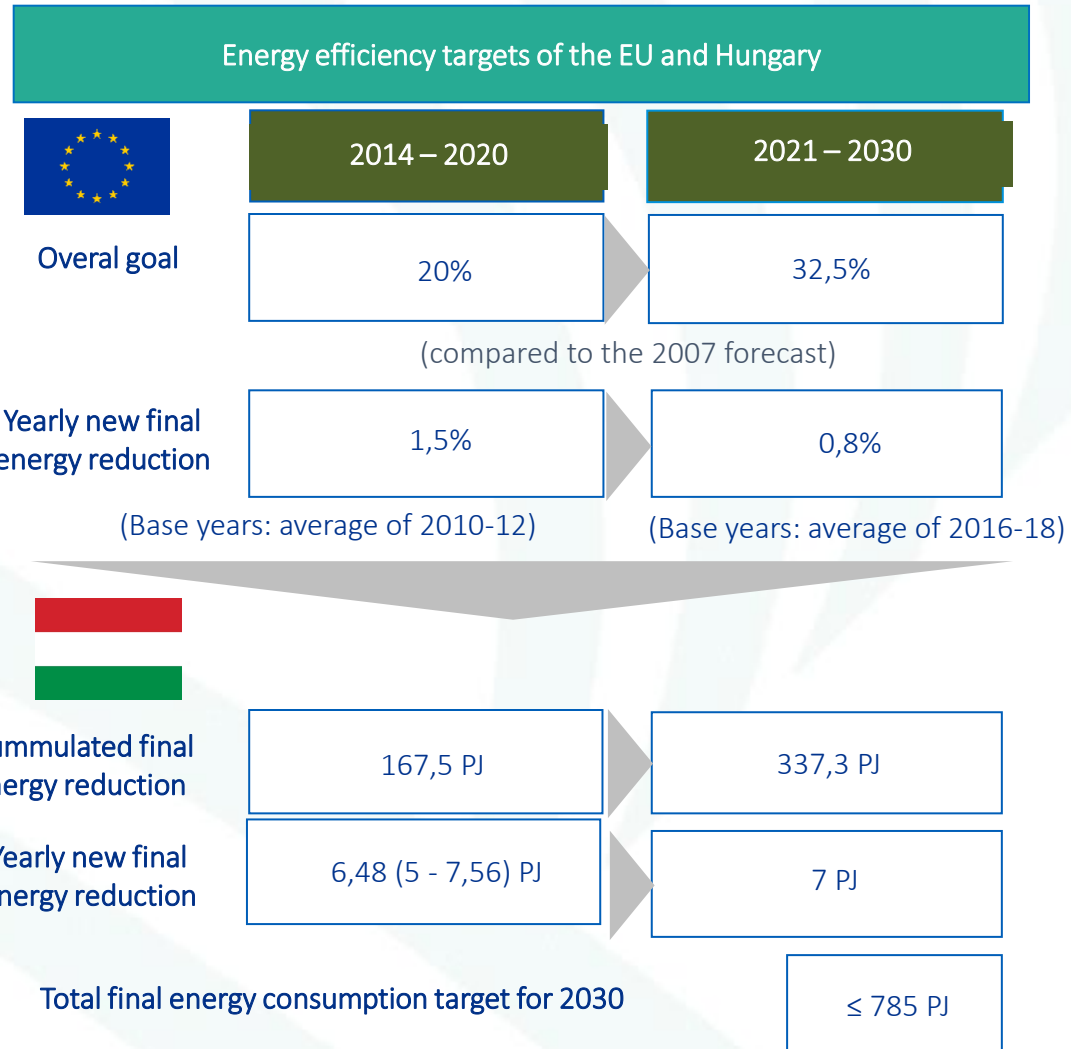 Energy efficiency targets of the EU and Hungary
2014 – 2020
2021 – 2030
Overal goal
20%
32,5%
(compared to the 2007 forecast)
Yearly new final
energy reduction
1,5%
0,8%
(Base years: average of 2010-12)
(Base years: average of 2016-18)
ummulated final
nergy reduction
167,5 PJ
337,3 PJ
Yearly new final
energy reduction
6,48 (5 - 7,56) PJ
7 PJ
Total final energy consumption target for 2030
≤ 785 PJ